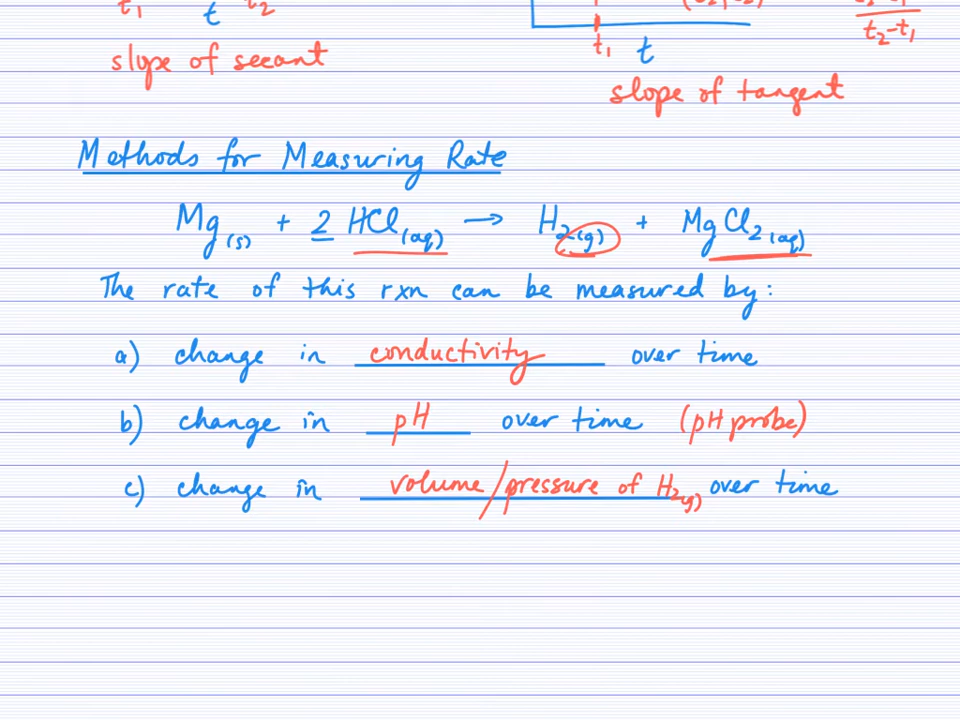 t₁ t t₂
slope of secant
t₁ t
t₂-t₁
slope of tangent
Methods for Measuring Rate
Mg(s) + 2 HCl(aq) → H₂(g) + MgCl₂(aq)
The rate of this rxn can be measured by:
a) change in conductivity over time
b) change in pH over time (pH probe)
c) change in volume/pressure of H₂(g) over time